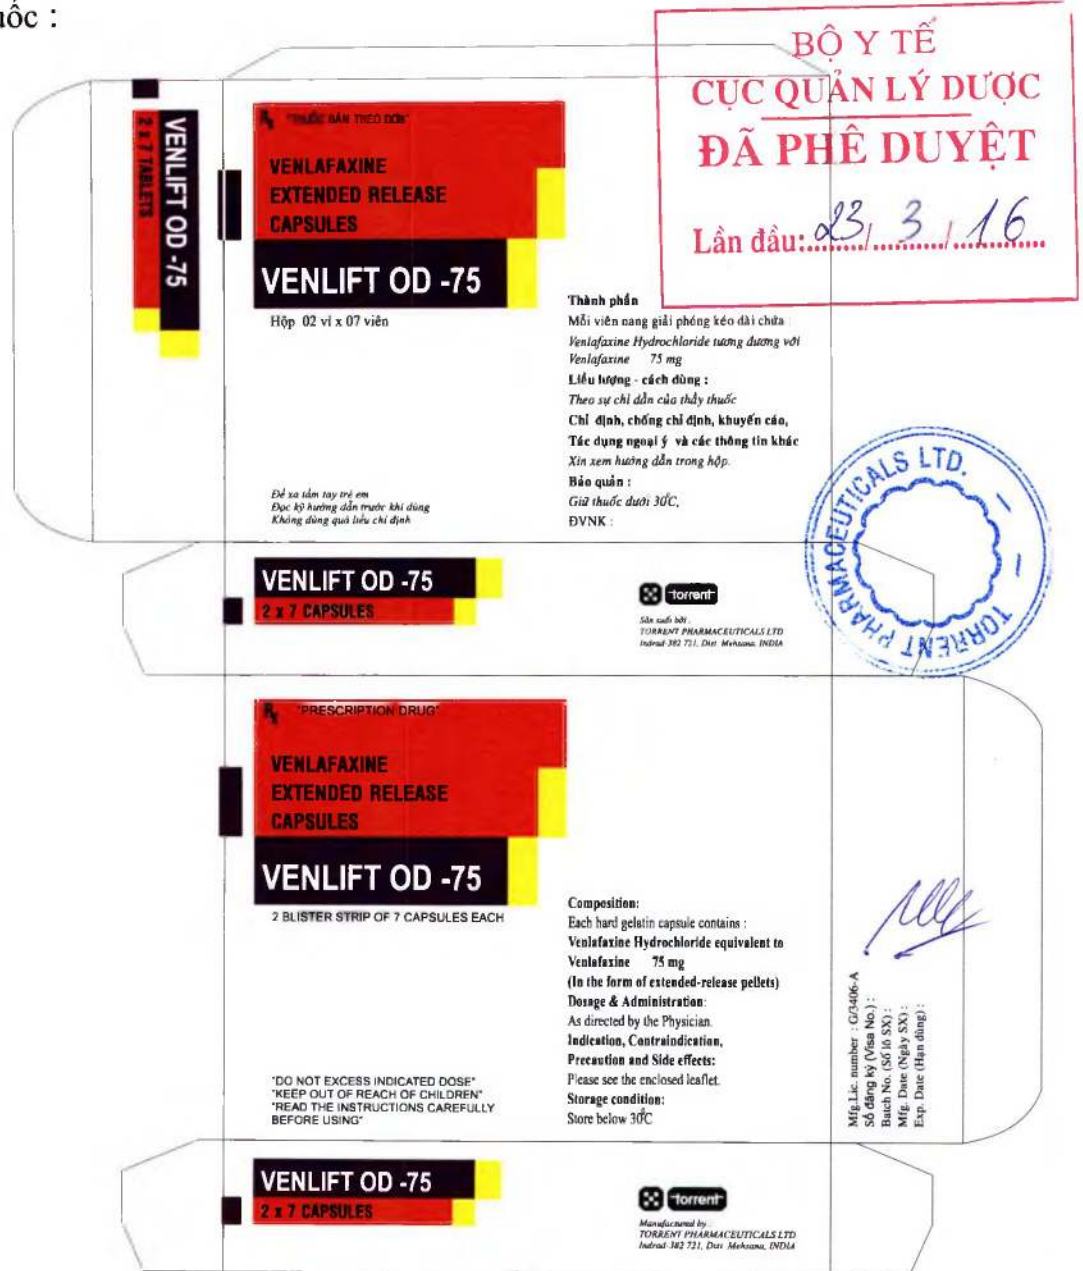 uốc :
BỘ Y TẾ
CỤC QUẢN LÝ DƯỢC
ĐÃ PHÊ DUYỆT
Lần đầu: 23 / 3 / 16
VENLIFT OD -75
2 x 7 TABLETS
Rx "THUỐC BÁN THEO ĐƠN"
VENLAFAXINE
EXTENDED RELEASE
CAPSULES
VENLIFT OD -75
Hộp 02 vỉ x 07 viên
Để xa tầm tay trẻ em
Đọc kỹ hướng dẫn trước khi dùng
Không dùng quá liều chỉ định
Thành phần
Mỗi viên nang giải phóng kéo dài chứa
Venlafaxine Hydrochloride tương đương với
Venlafaxine 75 mg
Liều lượng - cách dùng :
Theo sự chỉ dẫn của thầy thuốc
Chỉ định, chống chỉ định, khuyến cáo,
Tác dụng ngoại ý và các thông tin khác
Xin xem hướng dẫn trong hộp.
Bảo quản :
Giữ thuốc dưới 30°C,
ĐVNK :
TORRENT PHARMACEUTICALS LTD.
VENLIFT OD -75
2 x 7 CAPSULES
torrent
Sản xuất bởi :
TORRENT PHARMACEUTICALS LTD
Indrad-382 721, Dist. Mehsana, INDIA
Rx "PRESCRIPTION DRUG"
VENLAFAXINE
EXTENDED RELEASE
CAPSULES
VENLIFT OD -75
2 BLISTER STRIP OF 7 CAPSULES EACH
"DO NOT EXCESS INDICATED DOSE"
"KEEP OUT OF REACH OF CHILDREN"
"READ THE INSTRUCTIONS CAREFULLY
BEFORE USING"
Composition:
Each hard gelatin capsule contains :
Venlafaxine Hydrochloride equivalent to
Venlafaxine 75 mg
(In the form of extended-release pellets)
Dosage & Administration:
As directed by the Physician.
Indication, Contraindication,
Precaution and Side effects:
Please see the enclosed leaflet.
Storage condition:
Store below 30°C
Mfg.Lic. number : G/3406-A
Số đăng ký (Visa No.) :
Batch No. (Số lô SX) :
Mfg. Date (Ngày SX) :
Exp. Date (Hạn dùng) :
VENLIFT OD -75
2 x 7 CAPSULES
torrent
Manufactured by :
TORRENT PHARMACEUTICALS LTD
Indrad-382 721, Dist. Mehsana, INDIA